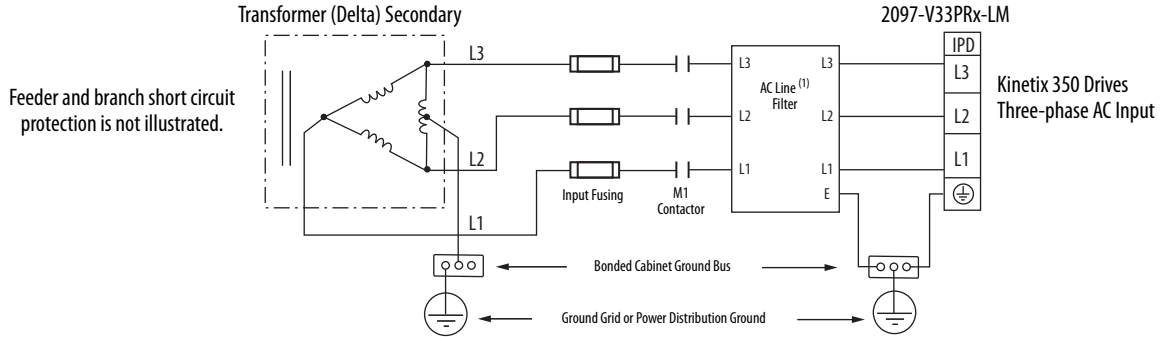 Transformer (Delta) Secondary
2097-V33PRx-LM
Feeder and branch short circuit
protection is not illustrated.
L3
L2
L1
Input Fusing
M1
Contactor
L3
L2
L1
AC Line (1)
Filter
L3
L2
L1
E
IPD
L3
L2
L1
Kinetix 350 Drives
Three-phase AC Input
Bonded Cabinet Ground Bus
Ground Grid or Power Distribution Ground